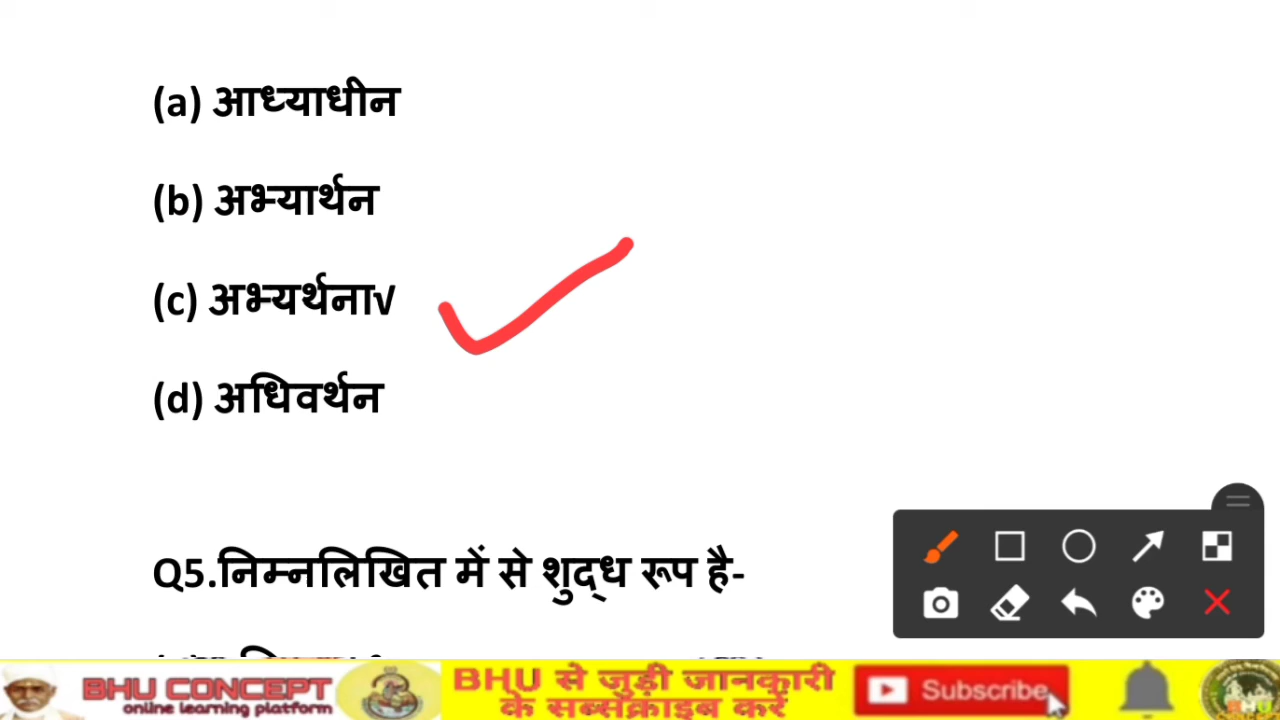 (a) आध्याधीन
(b) अभ्यार्थन
(c) अभ्यर्थना√
(d) अधिवर्थन
Q5.निम्नलिखित में से शुद्ध रूप है-
BHU CONCEPT
online learning platform
BHU से जुड़ी जानकारी
के सब्सक्राइब करें
Subscribe